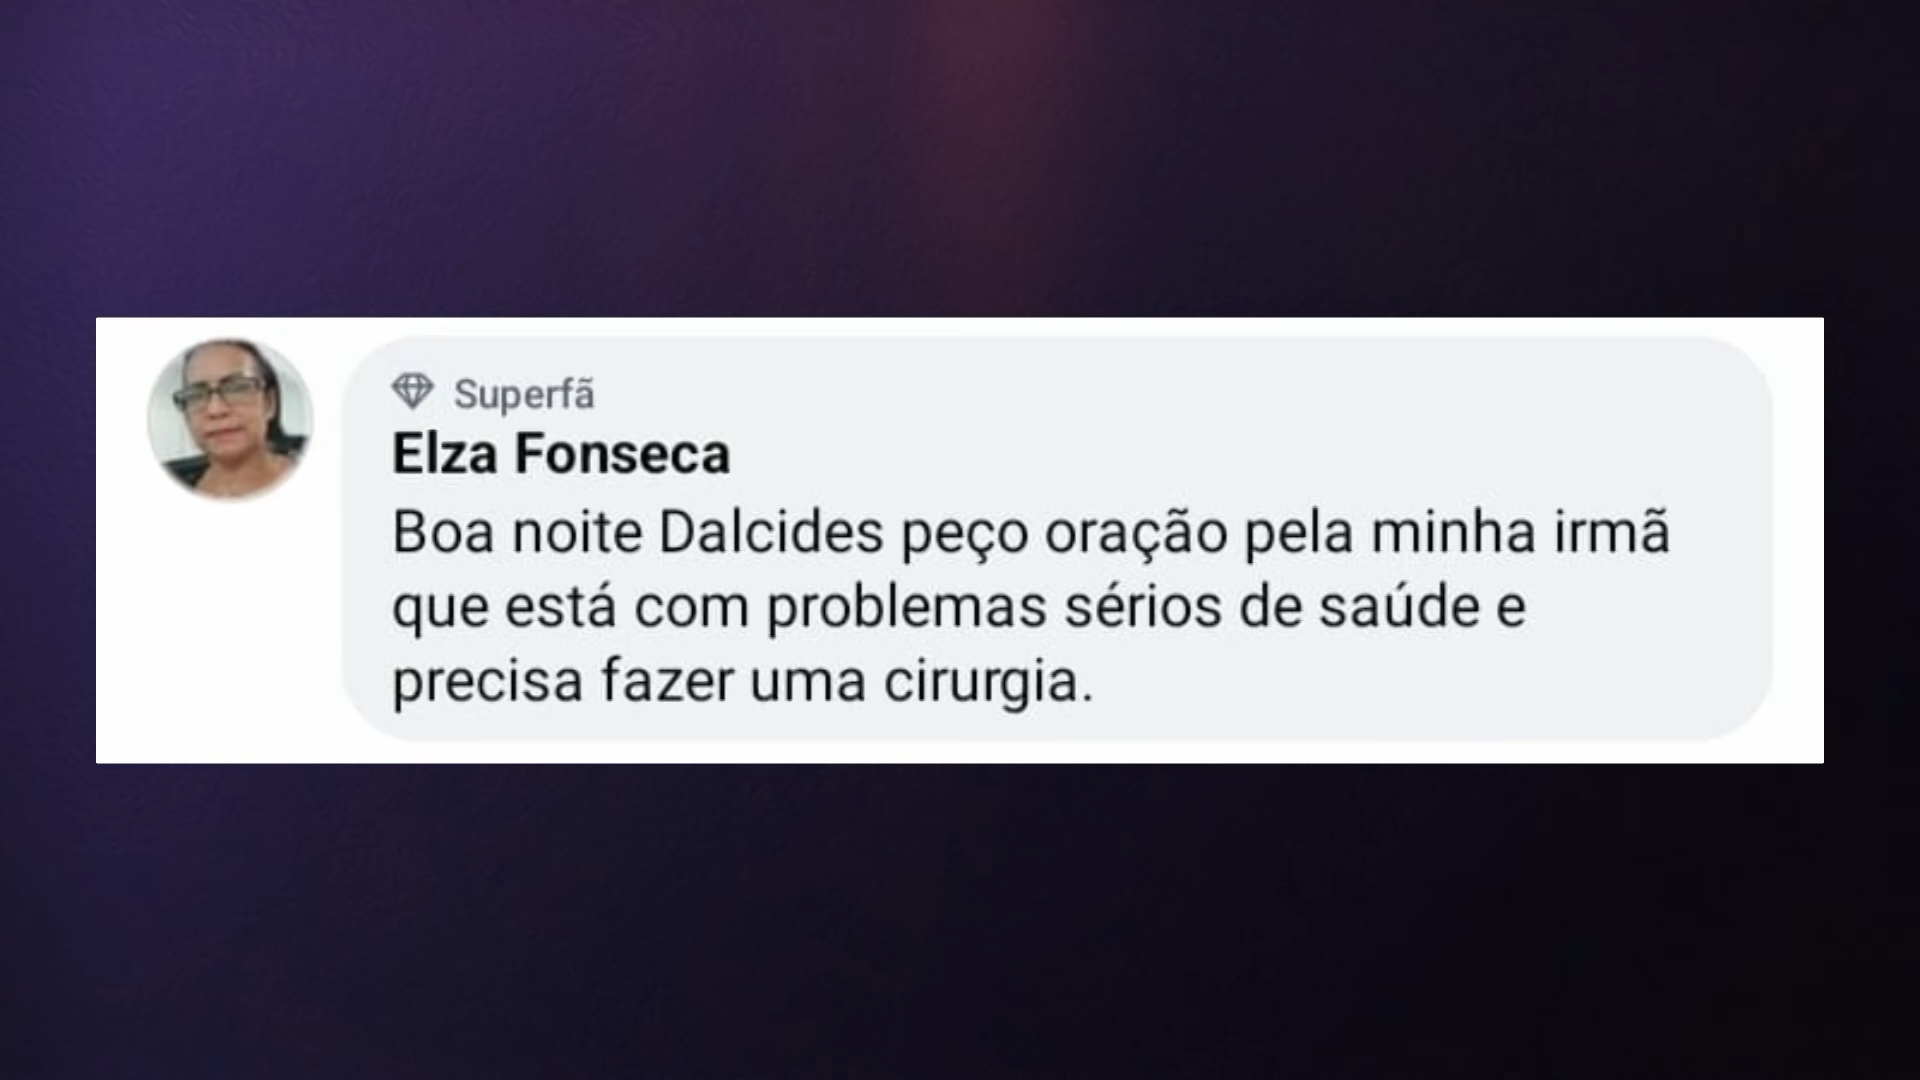 Superfã
Elza Fonseca
Boa noite Dalcides peço oração pela minha irmã
que está com problemas sérios de saúde e
precisa fazer uma cirurgia.